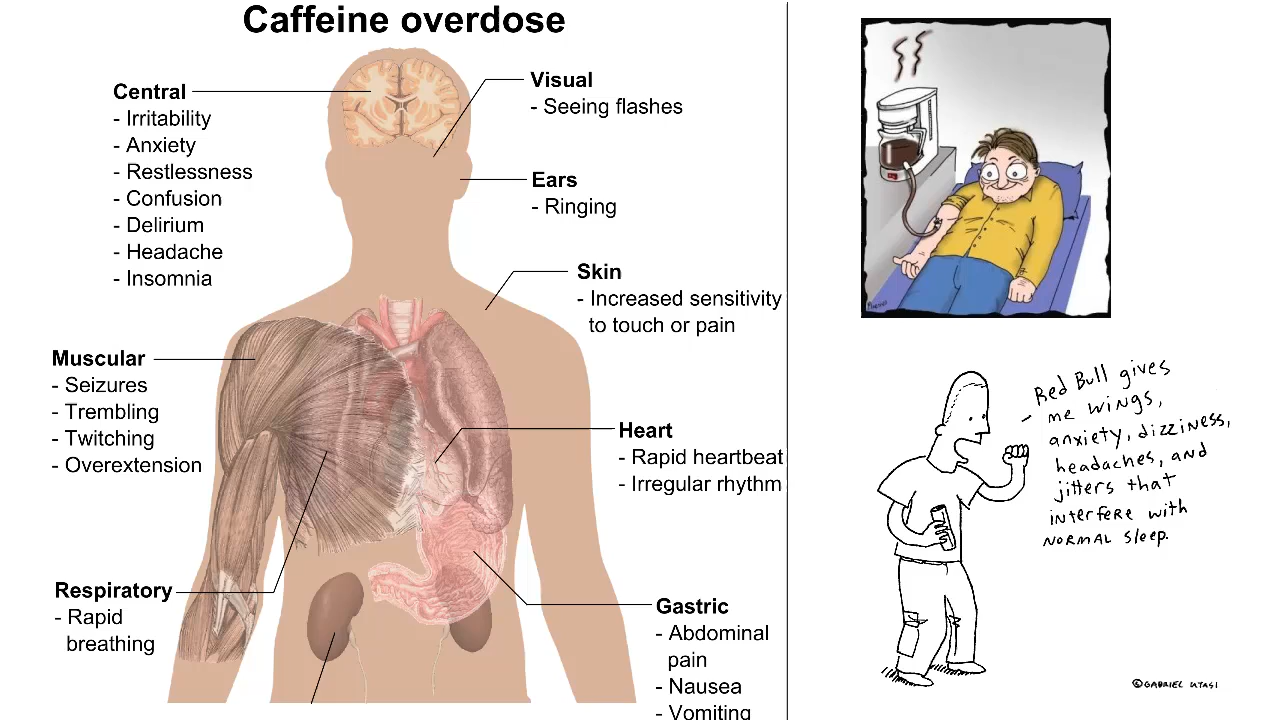 Caffeine overdose
Central
- Irritability
- Anxiety
- Restlessness
- Confusion
- Delirium
- Headache
- Insomnia
Visual
- Seeing flashes
Ears
- Ringing
Skin
- Increased sensitivity
to touch or pain
Muscular
- Seizures
- Trembling
- Twitching
- Overextension
Heart
- Rapid heartbeat
- Irregular rhythm
Respiratory
- Rapid
breathing
Gastric
- Abdominal
pain
- Nausea
- Vomiting
Red Bull gives
me wings,
anxiety, dizziness,
headaches, and
jitters that
interfere with
normal sleep.
©GABRIEL UTASI